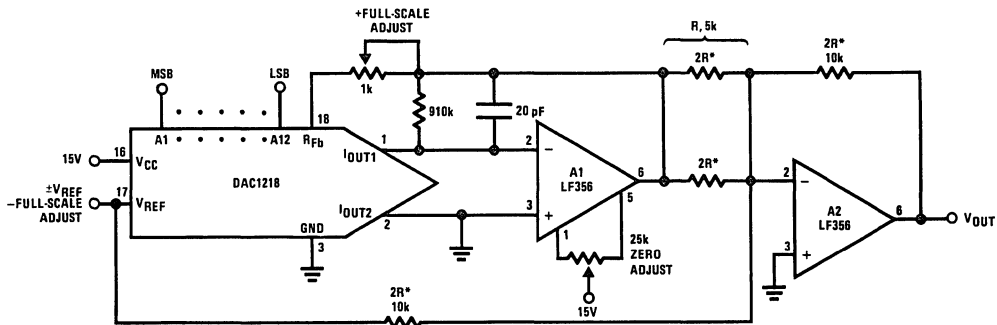 +FULL-SCALE
ADJUST
R, 5k
MSB
LSB
1k
2R*
2R*
10k
910k
20 pF
A1
A12
18
RFb
1
IOUT1
2
−
A1
LF356
6
2R*
15V
16
VCC
DAC1218
±VREF
−FULL-SCALE
ADJUST
17
VREF
IOUT2
2
3
+
5
1
25k
ZERO
ADJUST
15V
GND
3
2
−
A2
LF356
6
VOUT
3
+
2R*
10k